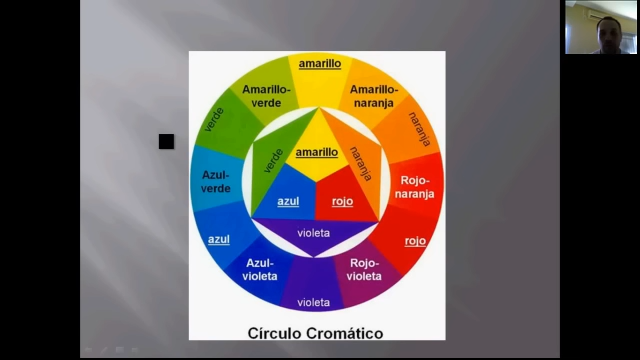 amarillo
Amarillo-
verde
Amarillo-
naranja
verde
naranja
amarillo
verde
naranja
Azul-
verde
Rojo-
naranja
azul
rojo
violeta
azul
rojo
Azul-
violeta
Rojo-
violeta
violeta
Círculo Cromático